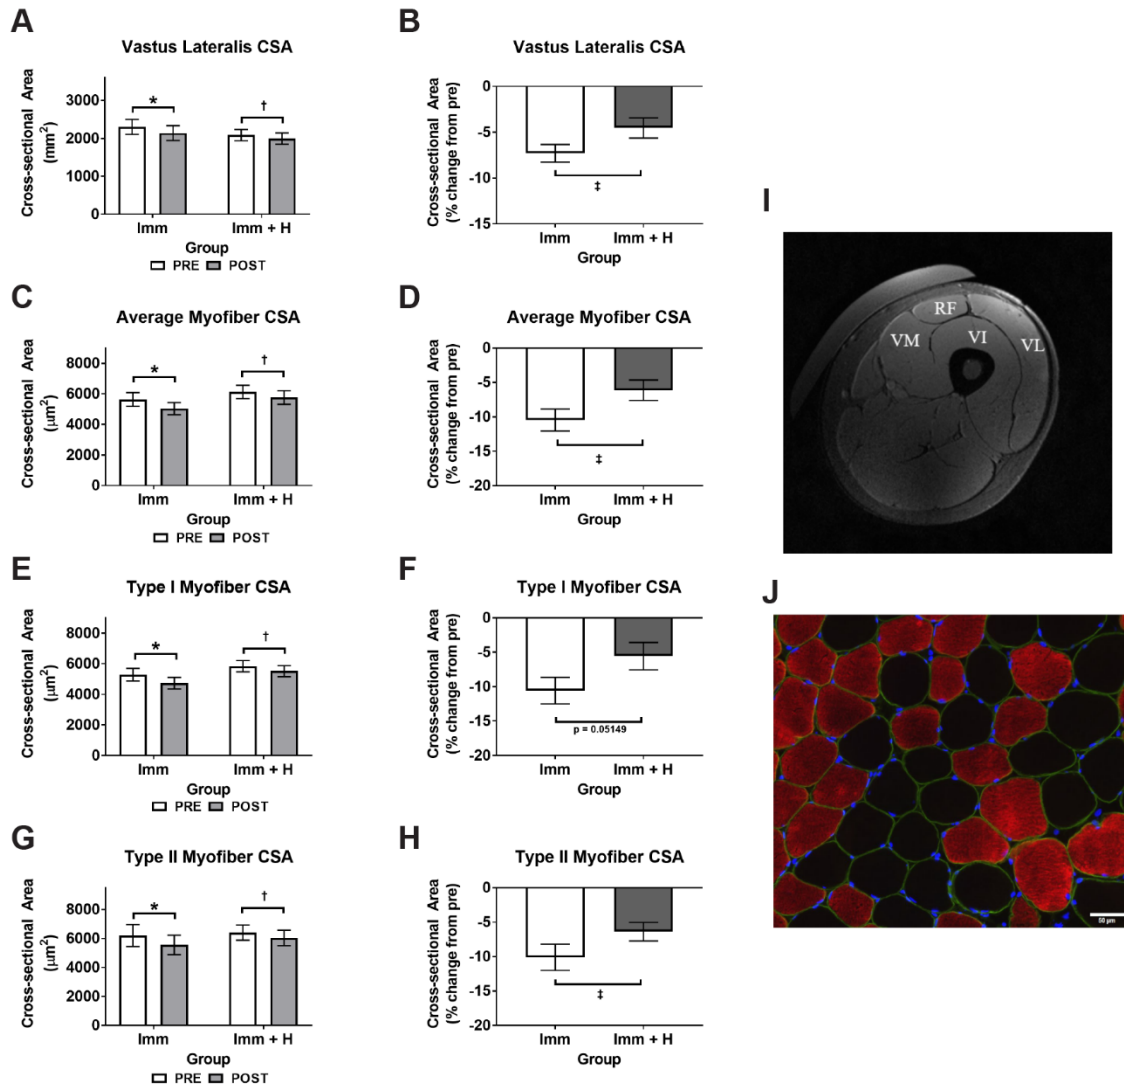 A
Vastus Lateralis CSA
Cross-sectional Area
(mm²)
3000
2000
1000
0
*
†
Imm
Imm + H
Group
PRE
POST
B
Vastus Lateralis CSA
Cross-sectional Area
(% change from pre)
0
-5
-10
-15
‡
Imm
Imm + H
Group
C
Average Myofiber CSA
Cross-sectional Area
(μm²)
8000
6000
4000
2000
0
*
†
Imm
Imm + H
Group
PRE
POST
D
Average Myofiber CSA
Cross-sectional Area
(% change from pre)
0
-5
-10
-15
-20
‡
Imm
Imm + H
Group
E
Type I Myofiber CSA
Cross-sectional Area
(μm²)
8000
6000
4000
2000
0
*
†
Imm
Imm + H
Group
PRE
POST
F
Type I Myofiber CSA
Cross-sectional Area
(% change from pre)
0
-5
-10
-15
-20
p = 0.05149
Imm
Imm + H
Group
G
Type II Myofiber CSA
Cross-sectional Area
(μm²)
8000
6000
4000
2000
0
*
†
Imm
Imm + H
Group
PRE
POST
H
Type II Myofiber CSA
Cross-sectional Area
(% change from pre)
0
-5
-10
-15
-20
‡
Imm
Imm + H
Group
I
RF
VM
VI
VL
J
50 μm